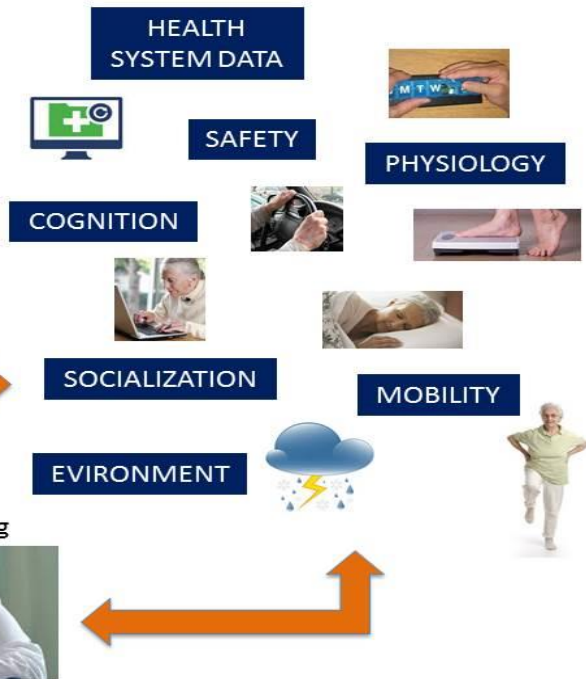 HEALTH
SYSTEM DATA
M T W
SAFETY
PHYSIOLOGY
COGNITION
SOCIALIZATION
MOBILITY
EVIRONMENT
g